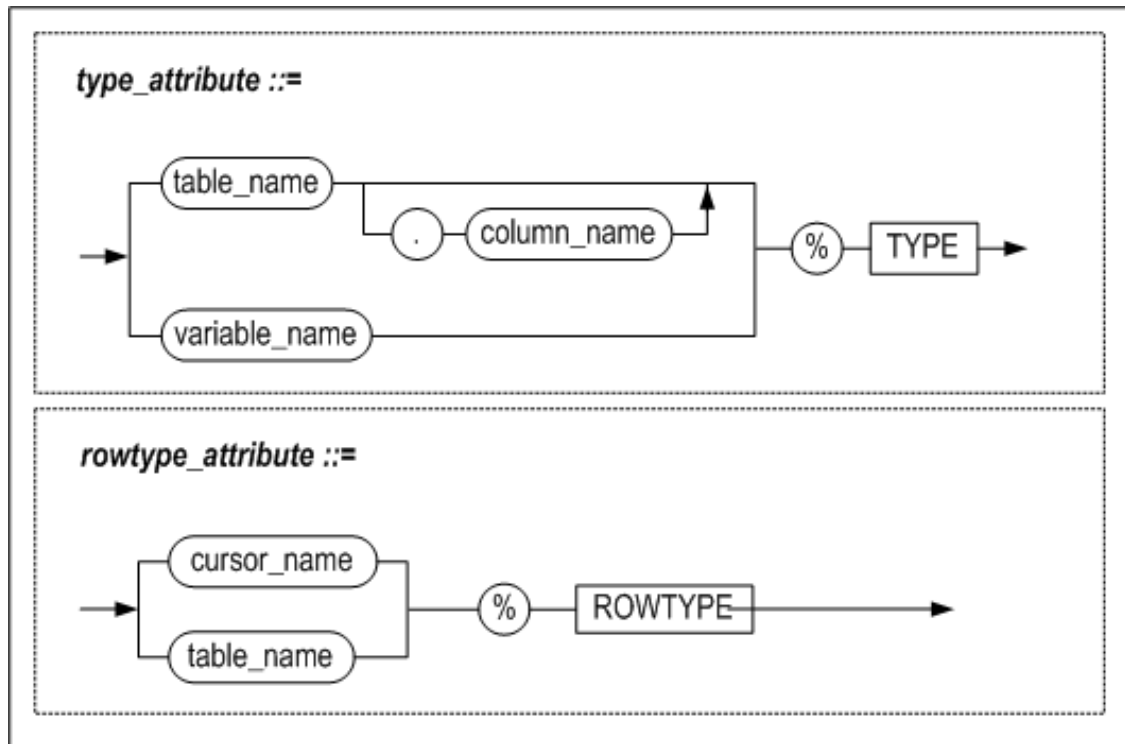 type_attribute ::=
table_name
. column_name
% TYPE
variable_name
rowtype_attribute ::=
cursor_name
% ROWTYPE
table_name